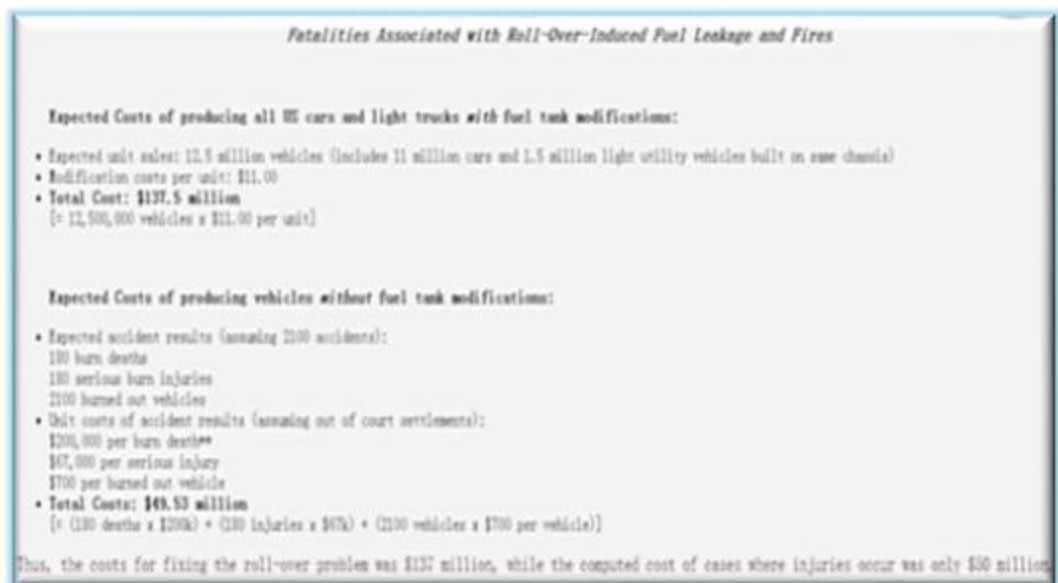 Fatalities Associated with Roll-Over-Induced Fuel Leakage and Fires
Expected Costs of producing all US cars and light trucks with fuel tank modifications:
• Expected unit sales: 12.5 million vehicles (includes 11 million cars and 1.5 million light utility vehicles built on same chassis)
• Modification costs per unit: $11.00
• Total Cost: $137.5 million
[= 12,500,000 vehicles x $11.00 per unit]
Expected Costs of producing vehicles without fuel tank modifications:
• Expected accident results (assuming 2100 accidents):
180 burn deaths
180 serious burn injuries
2100 burned out vehicles
• Unit costs of accident results (assuming out of court settlements):
$200,000 per burn death**
$67,000 per serious injury
$700 per burned out vehicle
• Total Costs: $49.53 million
[= (180 deaths x $200k) + (180 injuries x $67k) + (2100 vehicles x $700 per vehicle)]
Thus, the costs for fixing the roll-over problem was $137 million, while the computed cost of cases where injuries occur was only $50 million